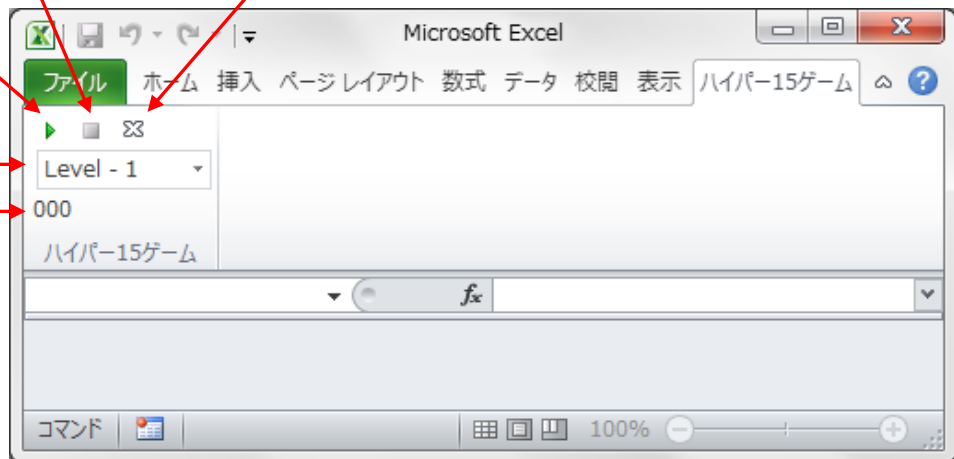 Microsoft Excel
ファイル ホーム 挿入 ページ レイアウト 数式 データ 校閲 表示 ハイパー15ゲーム
Level - 1
000
ハイパー15ゲーム
fx
コマンド 100%